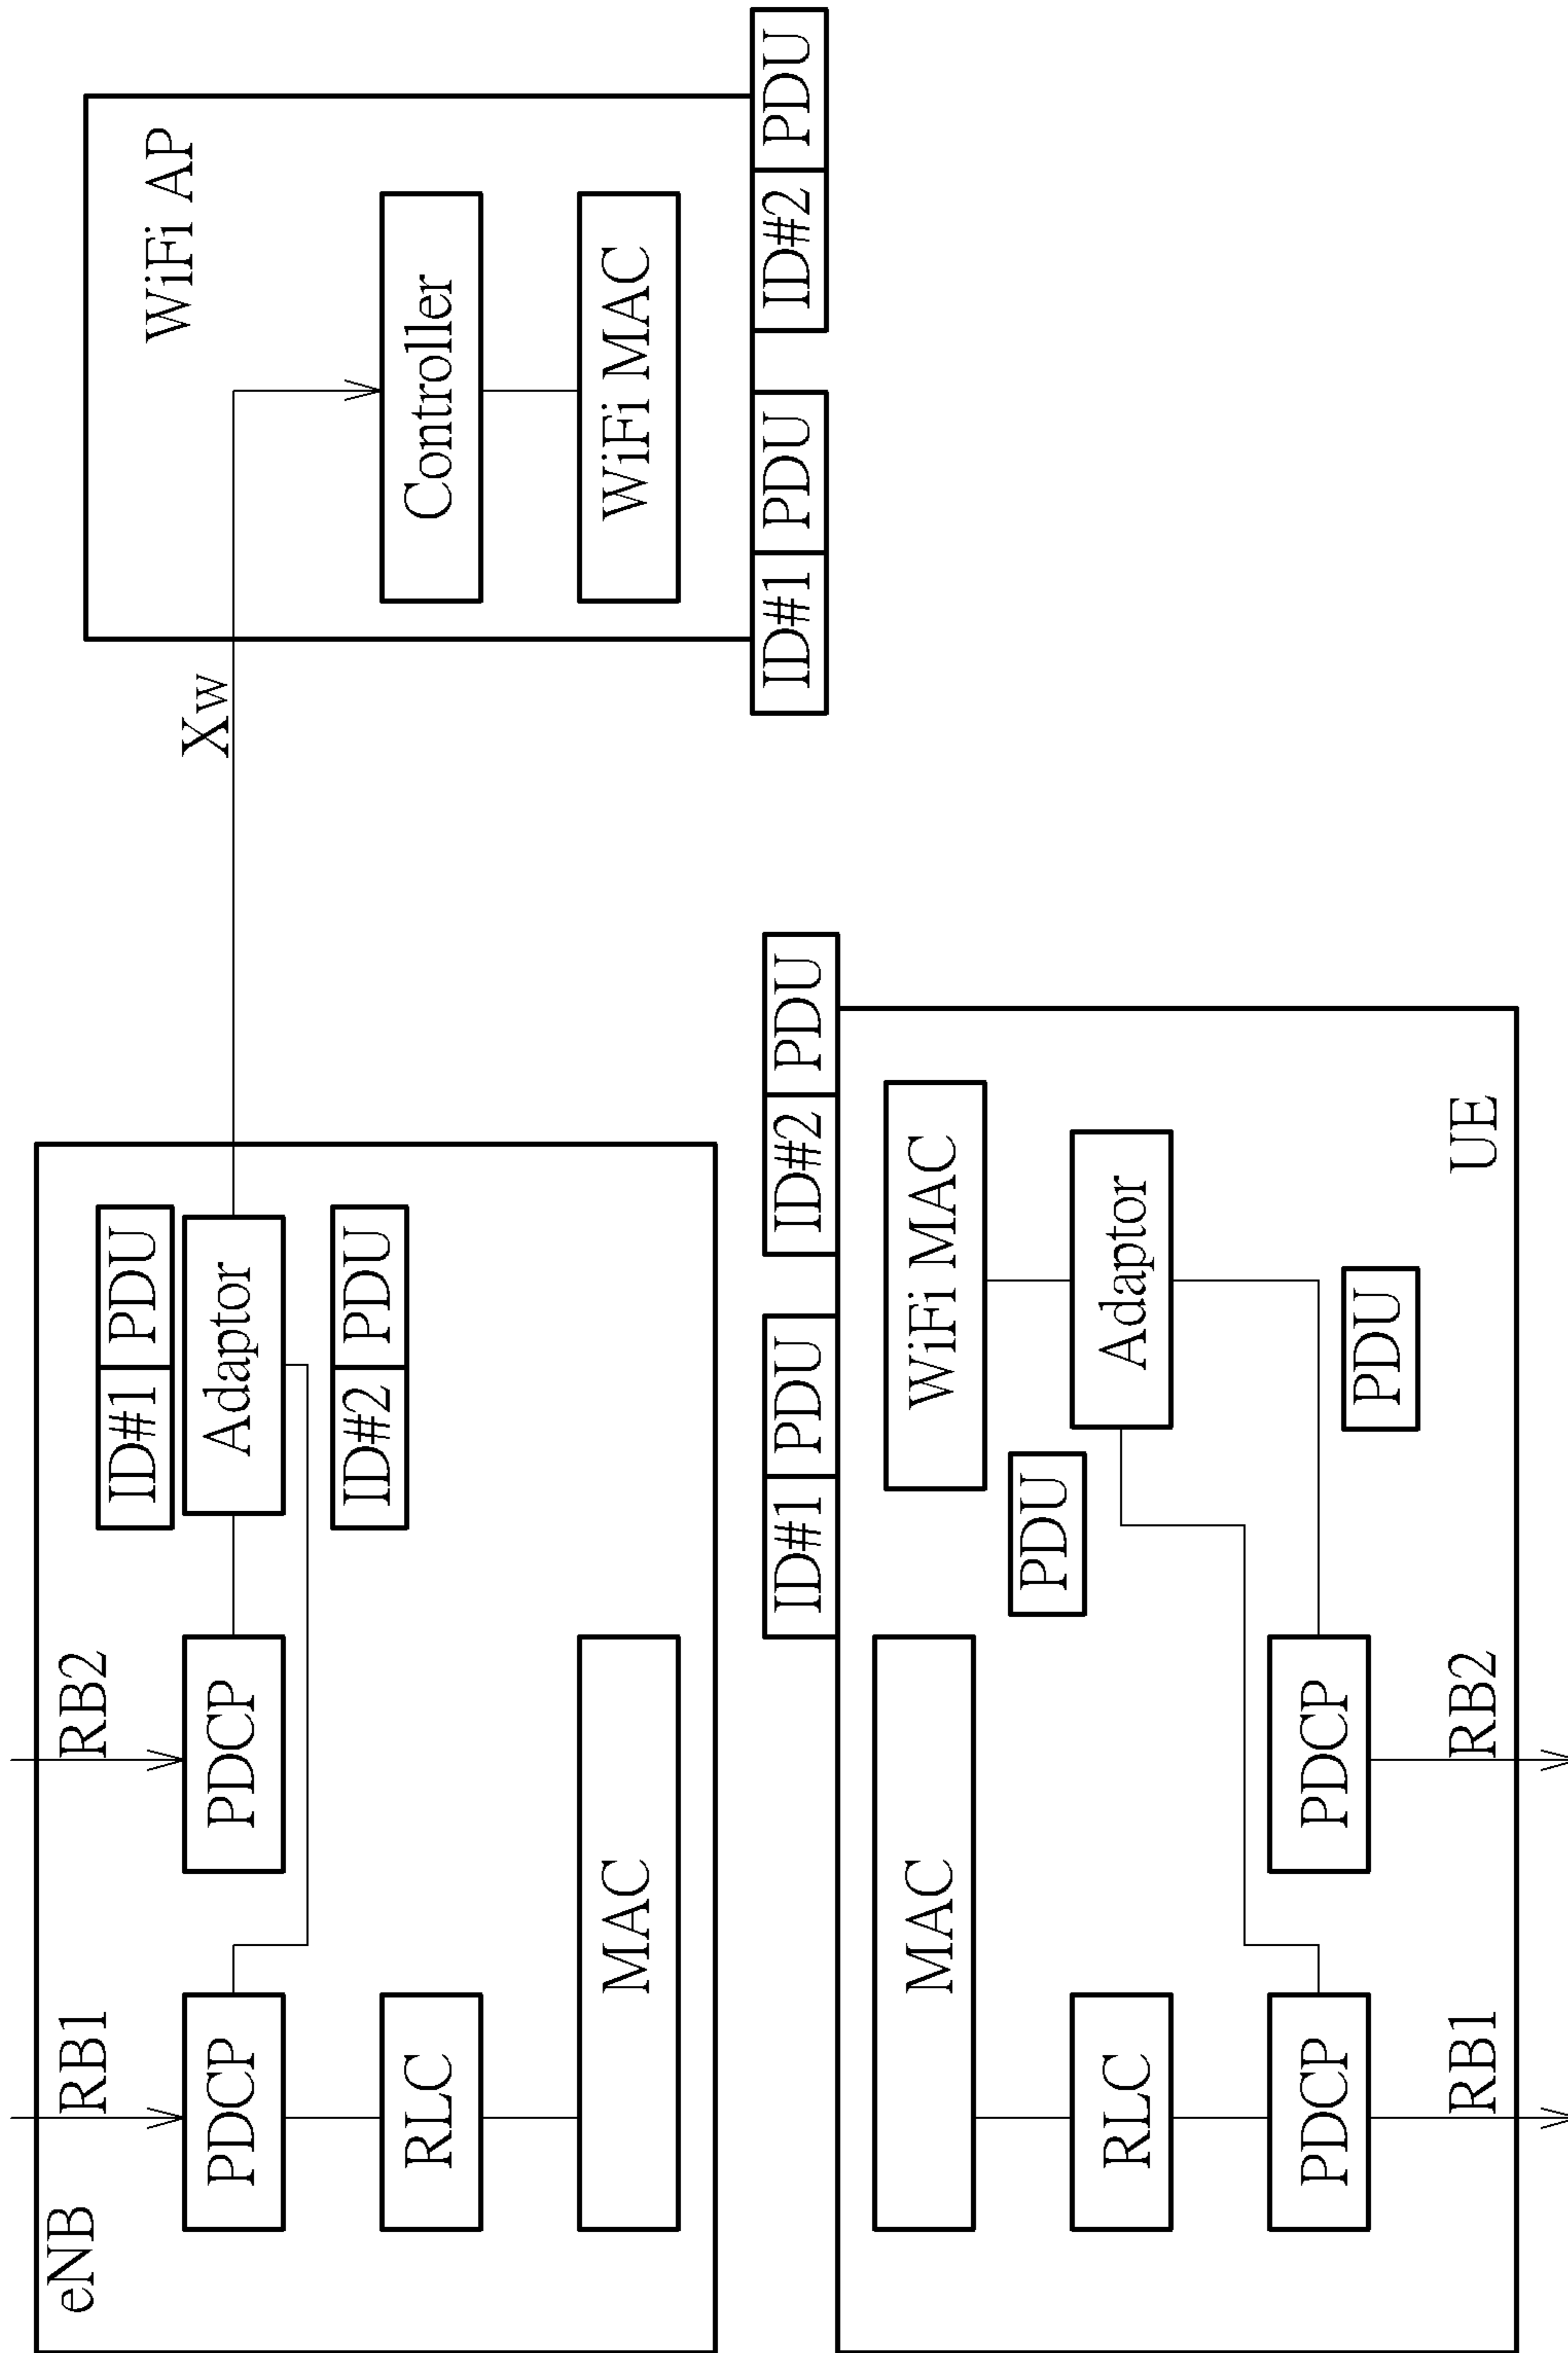 eNB
RB1
RB2
PDCP
PDCP
ID#1 PDU
Adaptor
ID#2 PDU
RLC
MAC
Xw
WiFi AP
Controller
WiFi MAC
ID#1 PDU
ID#2 PDU
ID#1 PDU
ID#2 PDU
MAC
WiFi MAC
PDU
RLC
Adaptor
PDCP
PDCP
PDU
RB1
RB2
UE